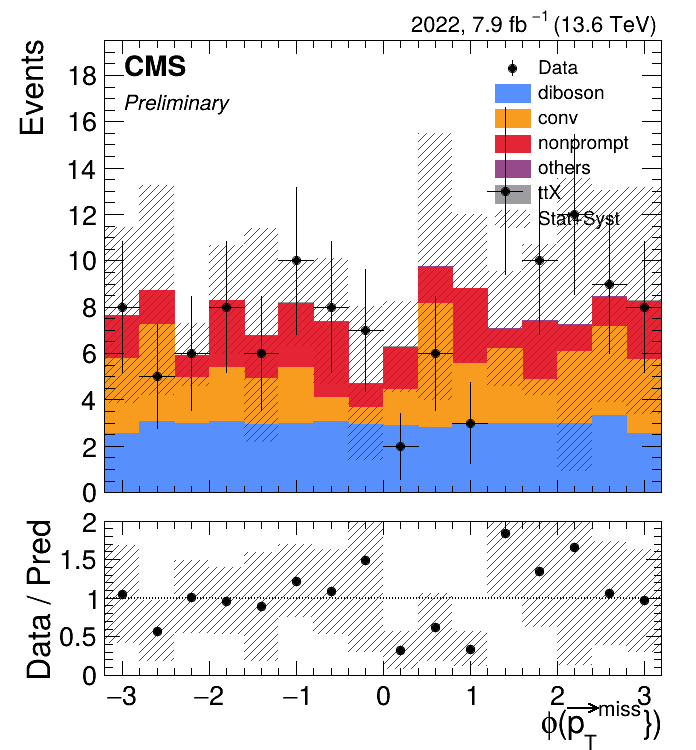 2022, 7.9 fb⁻¹ (13.6 TeV)
CMS
Preliminary
Data
diboson
conv
nonprompt
others
ttX
Stat+Syst
Events
18
16
14
12
10
8
6
4
2
0
Data / Pred
2
1.5
1
0.5
0
−3 −2 −1 0 1 2 3
ϕ(p_T^miss})